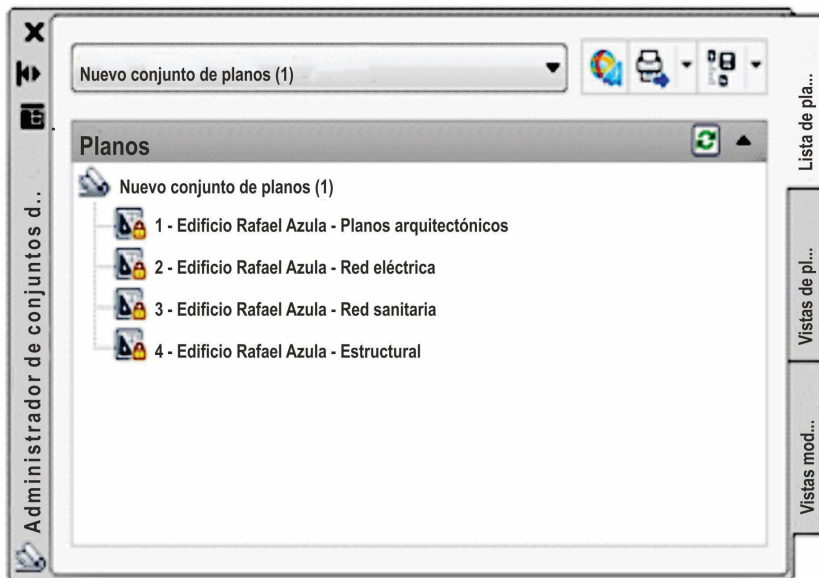 Nuevo conjunto de planos (1)
Planos
Nuevo conjunto de planos (1)
1 - Edificio Rafael Azula - Planos arquitectónicos
2 - Edificio Rafael Azula - Red eléctrica
3 - Edificio Rafael Azula - Red sanitaria
4 - Edificio Rafael Azula - Estructural
Administrador de conjuntos d...
Lista de pla...
Vistas de pl...
Vistas mod...